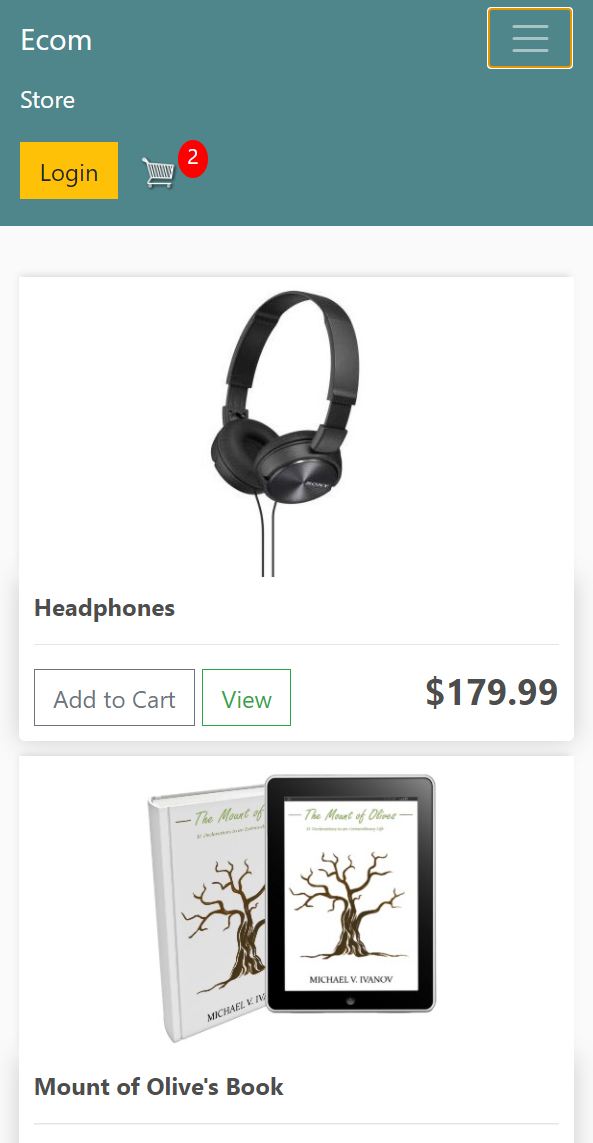 Ecom
Store
Login
2
SONY
Headphones
Add to Cart
View
$179.99
The Mount of
The Mount of Olives
MICHAEL V. IVANOV
MICHAEL V.
Mount of Olive's Book